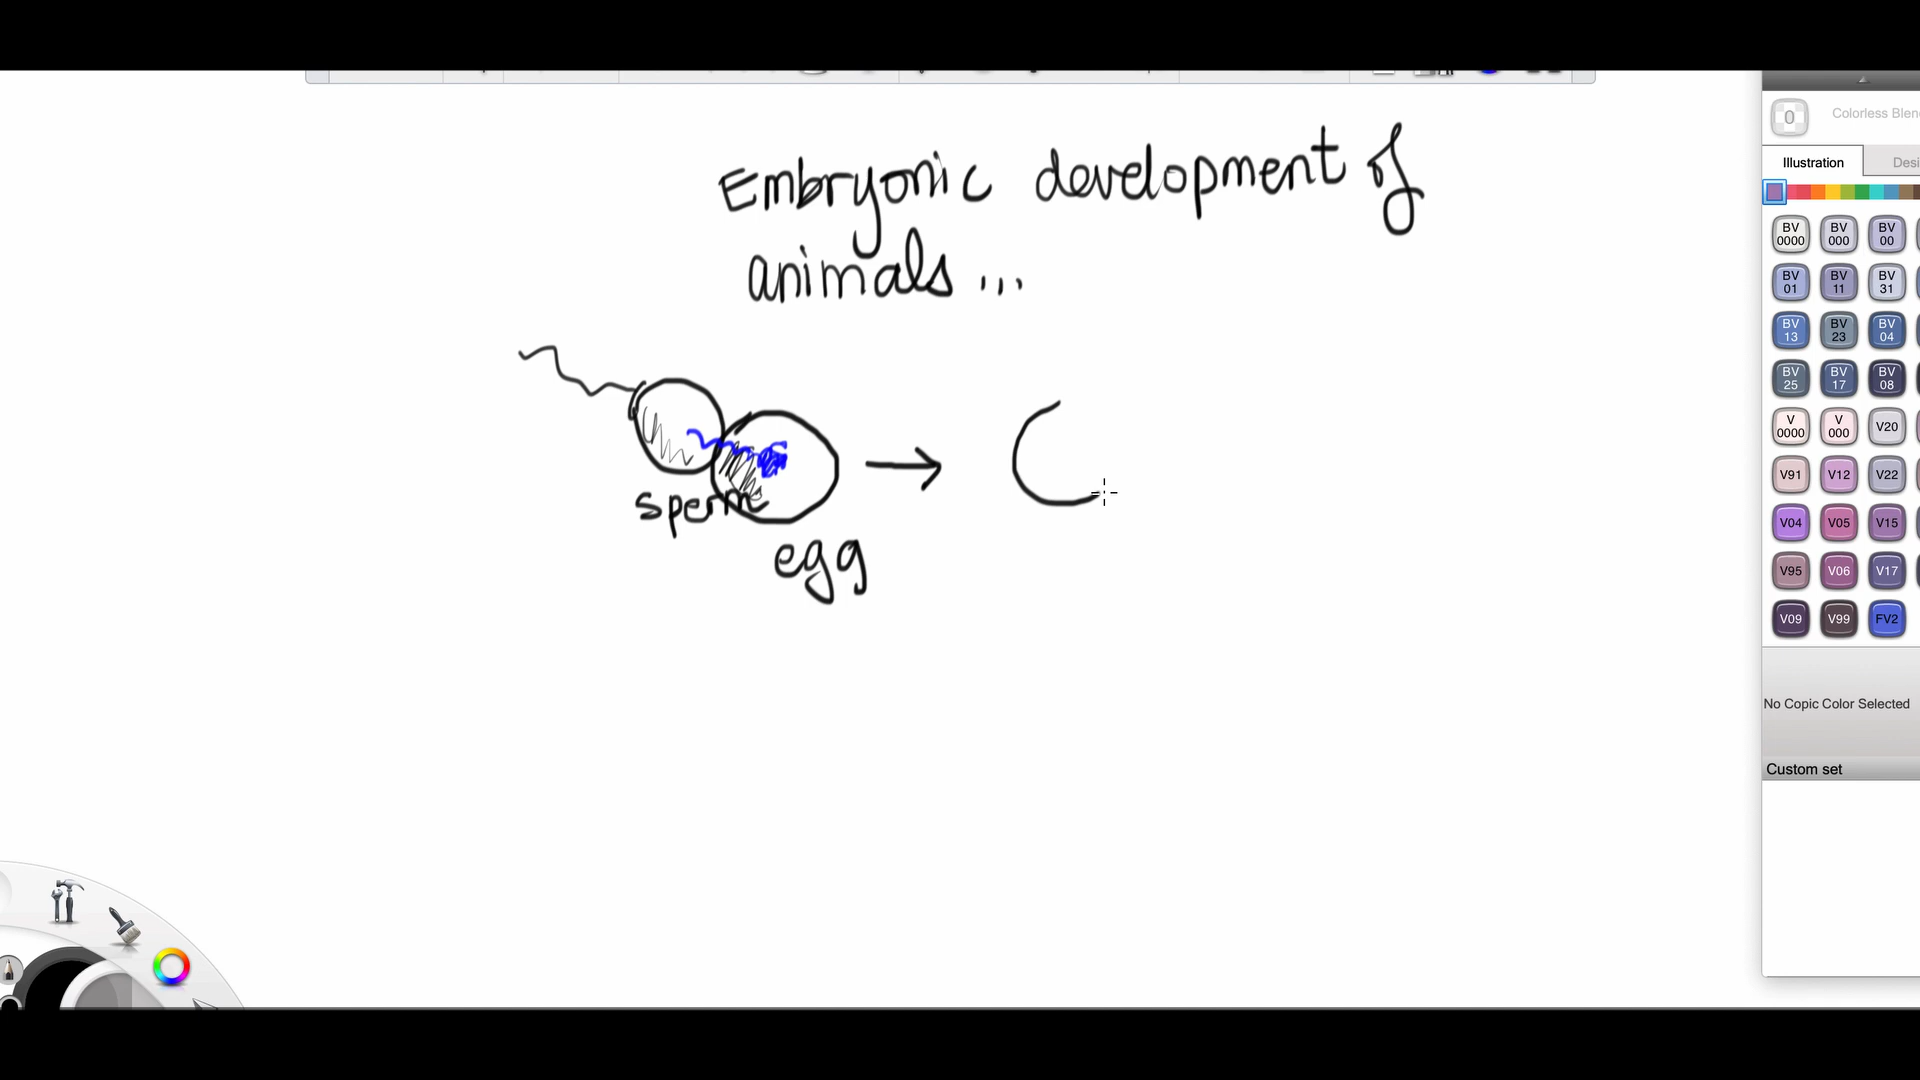 Embryonic development of
animals ...
sperm
egg
0 Colorless Blen
Illustration Desi
BV 0000 BV 000 BV 00
BV 01 BV 11 BV 31
BV 13 BV 23 BV 04
BV 25 BV 17 BV 08
V 0000 V 000 V20
V91 V12 V22
V04 V05 V15
V95 V06 V17
V09 V99 FV2
No Copic Color Selected
Custom set